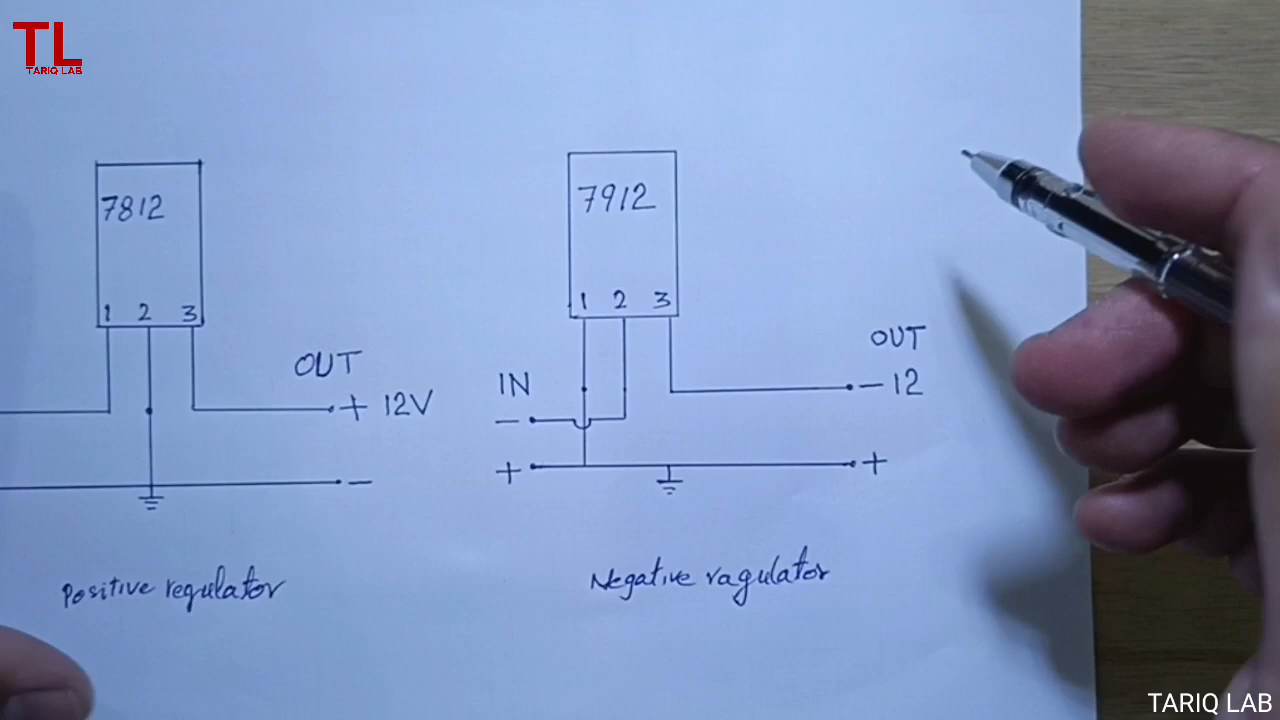 TL
TARIQ LAB
7812
1 2 3
OUT
+ 12V
−
Positive regulator
7912
1 2 3
IN
−
+
OUT
− 12
+
Negative ragulator
TARIQ LAB